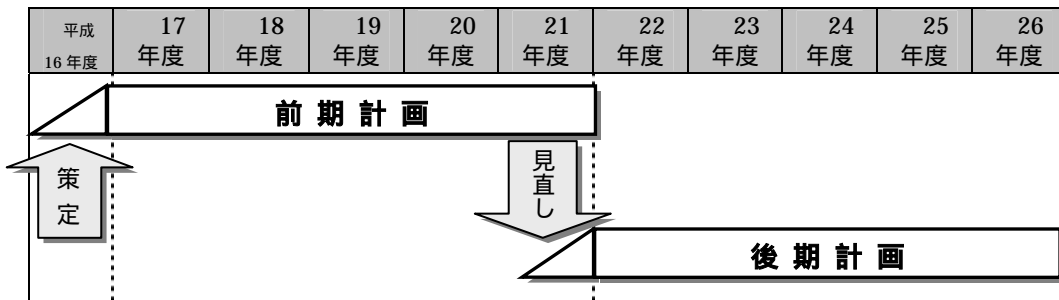 平成 17 18 19 20 21 22 23 24 25 26
16年度 年度 年度 年度 年度 年度 年度 年度 年度 年度 年度
前期計画
策定
見直し
後期計画